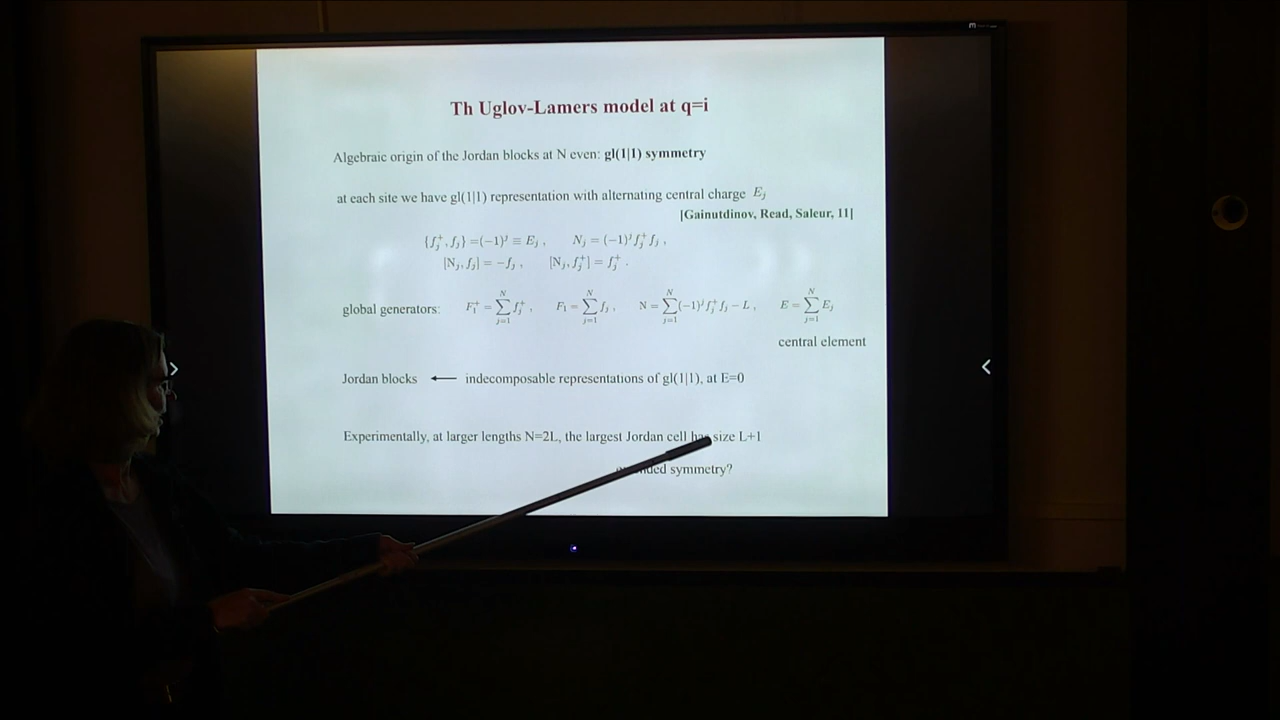 Th Uglov-Lamers model at q=i
Algebraic origin of the Jordan blocks at N even: gl(1|1) symmetry
at each site we have gl(1|1) representation with alternating central charge E_j
[Gainutdinov, Read, Saleur, 11]
{f_j^+, f_j} = (−1)^j ≡ E_j , N_j = (−1)^j f_j^+ f_j ,
[N_j, f_j] = −f_j , [N_j, f_j^+] = f_j^+ .
global generators: F_1^+ = ∑_{j=1}^N f_j^+ , F_1 = ∑_{j=1}^N f_j , N = ∑_{j=1}^N (−1)^j f_j^+ f_j − L , E = ∑_{j=1}^N E_j
central element
Jordan blocks ← indecomposable representations of gl(1|1), at E=0
Experimentally, at larger lengths N=2L, the largest Jordan cell has size L+1
symmetry?